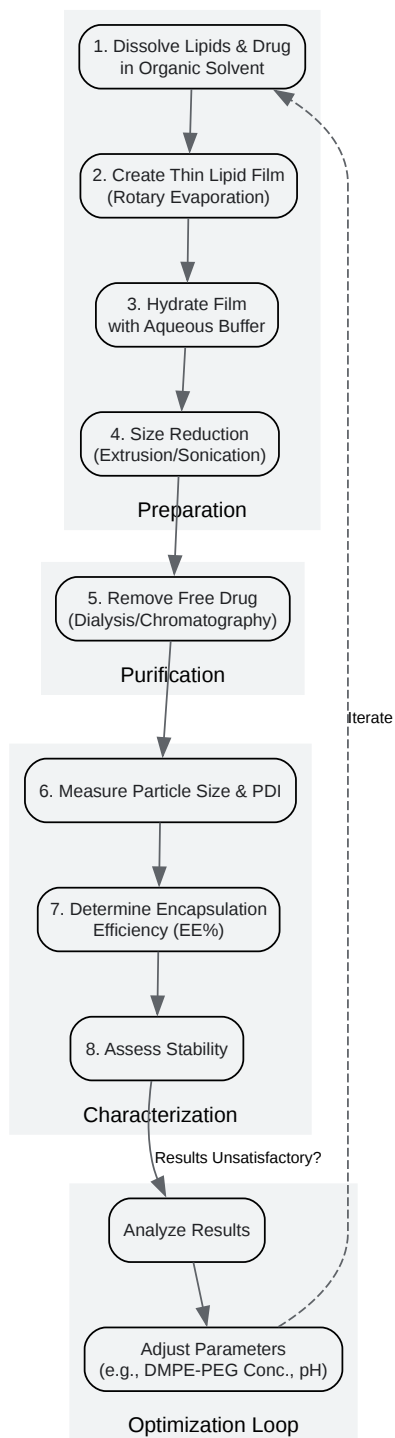 1. Dissolve Lipids & Drug
in Organic Solvent
2. Create Thin Lipid Film
(Rotary Evaporation)
3. Hydrate Film
with Aqueous Buffer
4. Size Reduction
(Extrusion/Sonication)
Preparation
5. Remove Free Drug
(Dialysis/Chromatography)
Purification
Iterate
6. Measure Particle Size & PDI
7. Determine Encapsulation
Efficiency (EE%)
8. Assess Stability
Characterization
Results Unsatisfactory?
Analyze Results
Adjust Parameters
(e.g., DMPE-PEG Conc., pH)
Optimization Loop